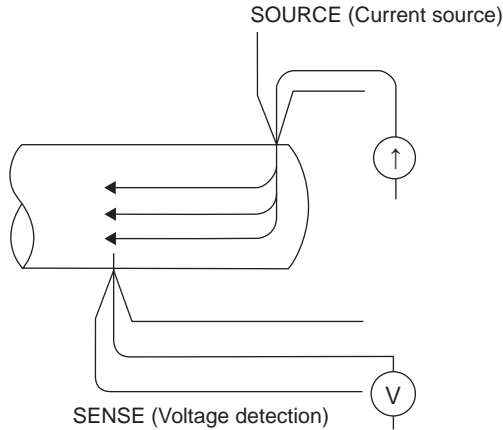 SOURCE (Current source)
↑
V
SENSE (Voltage detection)